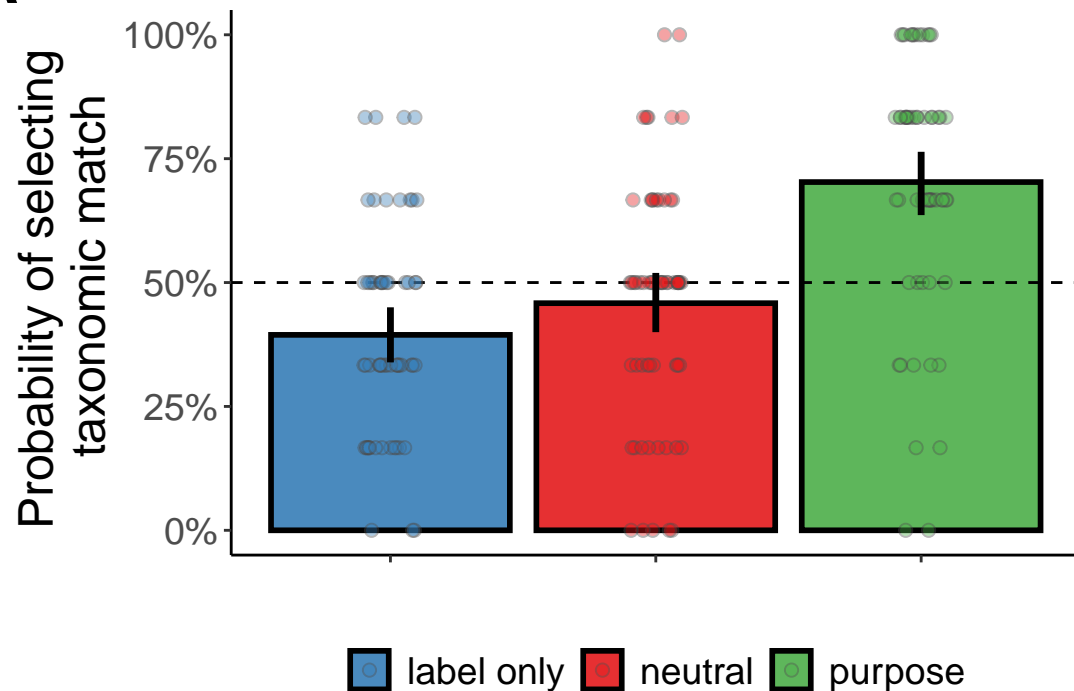 Probability of selecting
taxonomic match
100%
75%
50%
25%
0%
label only
neutral
purpose